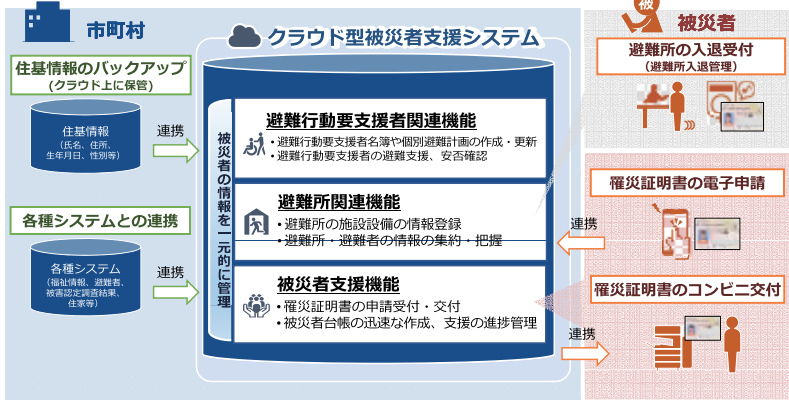 市町村
住基情報のバックアップ
(クラウド上に保管)
住基情報
（氏名、住所、
生年月日、性別等）
連携
各種システムとの連携
各種システム
（福祉情報、避難者、
被害認定調査結果、
住家等）
連携
クラウド型被災者支援システム
被災者の情報を一元的に管理
避難行動要支援者関連機能
・避難行動要支援者名簿や個別避難計画の作成・更新
・避難行動要支援者の避難支援、安否確認
避難所関連機能
・避難所の施設設備の情報登録
・避難所・避難者の情報の集約・把握
被災者支援機能
・罹災証明書の申請受付・交付
・被災者台帳の迅速な作成、支援の進捗管理
連携
連携
被
被災者
避難所の入退受付
（避難所入退管理）
罹災証明書の電子申請
罹災証明書のコンビニ交付